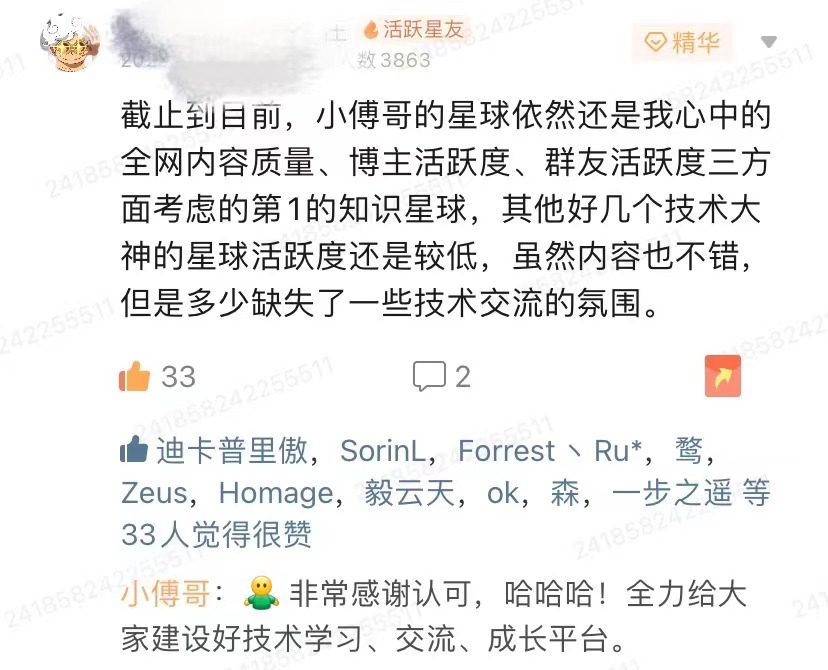 活跃星友
精华
数 3863
截止到目前，小傅哥的星球依然还是我心中的
全网内容质量、博主活跃度、群友活跃度三方
面考虑的第1的知识星球，其他好几个技术大
神的星球活跃度还是较低，虽然内容也不错，
但是多少缺失了一些技术交流的氛围。
33
2
迪卡普里傲，SorinL，Forrest丶Ru*，鹜，
Zeus，Homage，毅云天，ok，森，一步之遥 等
33人觉得很赞
小傅哥：非常感谢认可，哈哈哈！全力给大
家建设好技术学习、交流、成长平台。
241858242255511